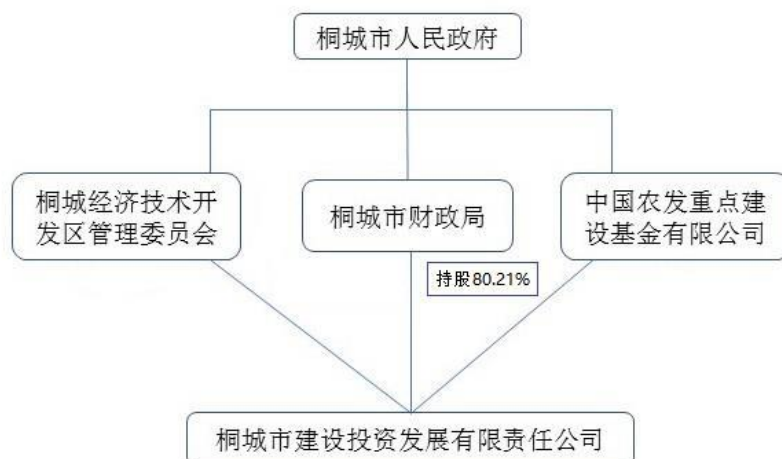 桐城市人民政府
桐城经济技术开
发区管理委员会
桐城市财政局
中国农发重点建
设基金有限公司
持股80.21%
桐城市建设投资发展有限责任公司